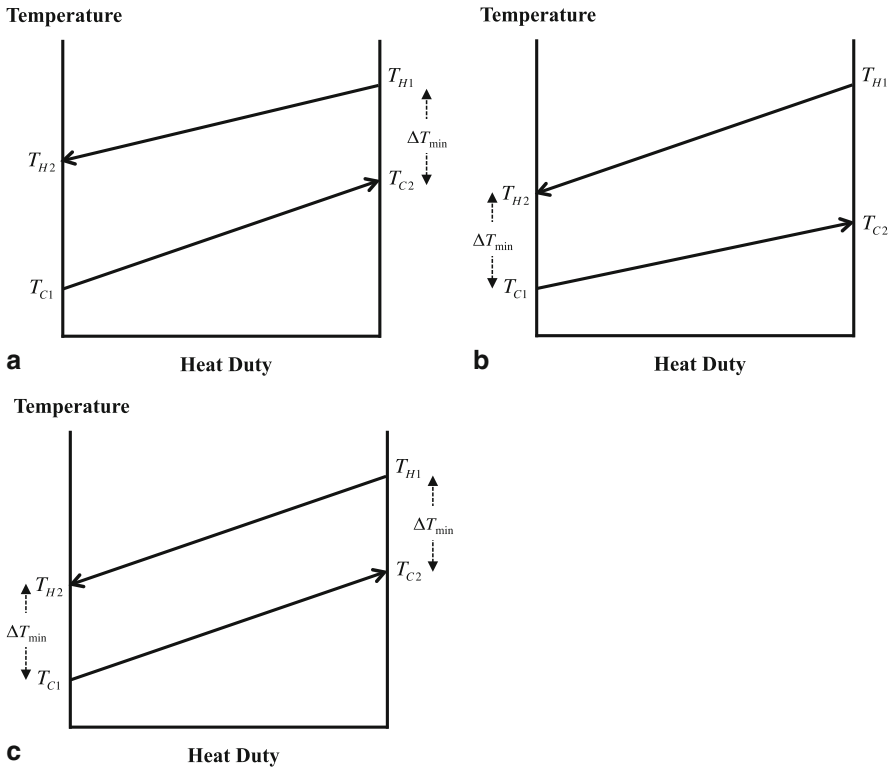 Temperature
T_H1
ΔT_min
T_H2
T_C2
T_C1
a
Heat Duty
Temperature
T_H1
T_H2
ΔT_min
T_C2
T_C1
b
Heat Duty
Temperature
T_H1
ΔT_min
T_C2
T_H2
ΔT_min
T_C1
c
Heat Duty